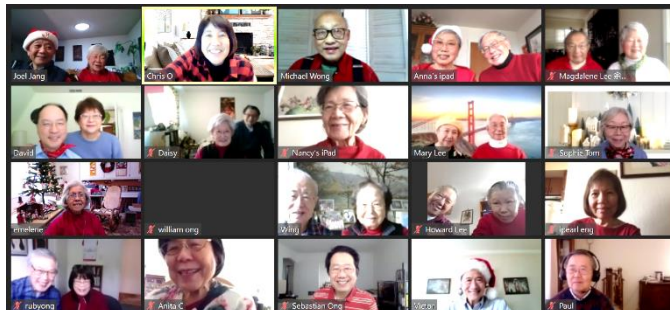 Joel Jang
Chris O
Michael Wong
Anna's ipad
Magdalene Lee
David
Daisy
Nancy's iPad
Mary Lee
Sophie Tom
emelene
william ong
Wing
Howard Lee
ipearl eng
rubyong
Anita C
Sebastian Ong
Victor
Paul